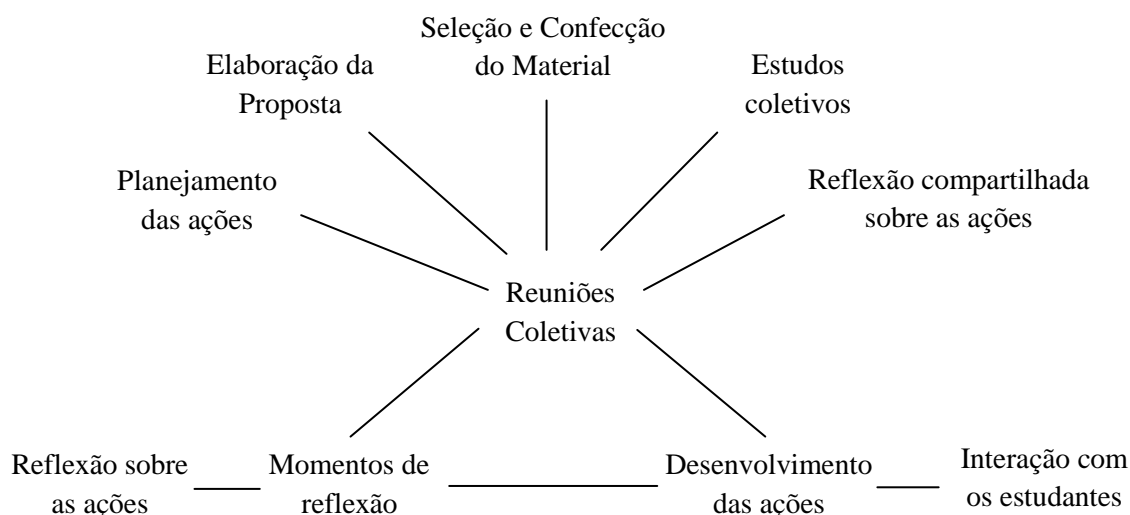 Seleção e Confecção
do Material
Elaboração da
Proposta
Estudos
coletivos
Planejamento
das ações
Reflexão compartilhada
sobre as ações
Reuniões
Coletivas
Reflexão sobre
as ações
Momentos de
reflexão
Desenvolvimento
das ações
Interação com
os estudantes